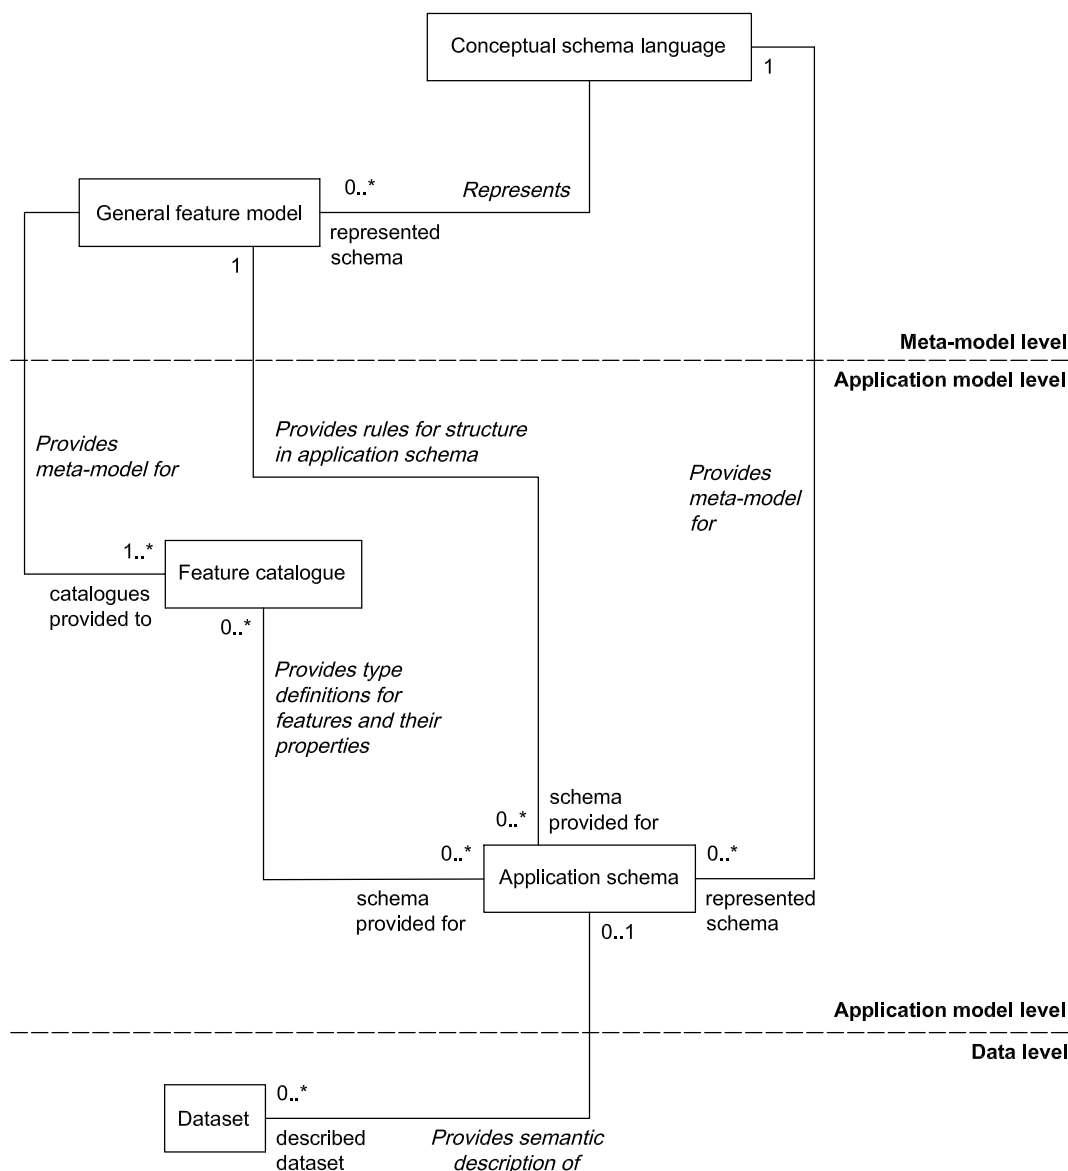 Conceptual schema language
1
0..*
Represents
General feature model
represented
schema
1
Meta-model level
Application model level
Provides
meta-model for
Provides rules for structure
in application schema
Provides
meta-model
for
1..*
Feature catalogue
catalogues
provided to
0..*
Provides type
definitions for
features and their
properties
schema
provided for
0..*
0..*
0..*
Application schema
schema
provided for
represented
schema
0..1
Application model level
Data level
0..*
Dataset
described
dataset
Provides semantic
description of